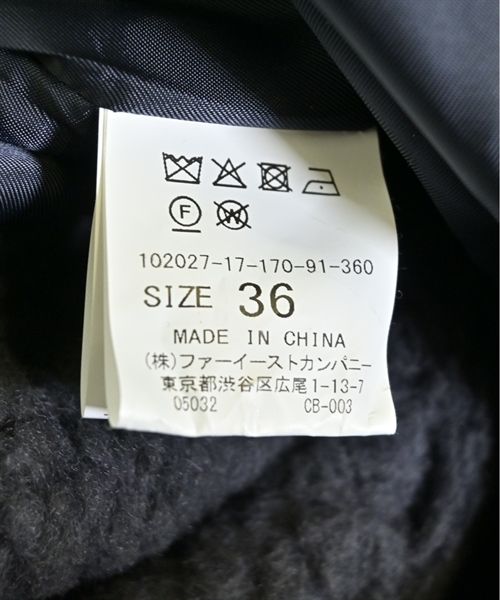 F W
102027-17-170-91-360
SIZE 36
MADE IN CHINA
(株)ファーイーストカンパニー
東京都渋谷区広尾1-13-7
05032 CB-003